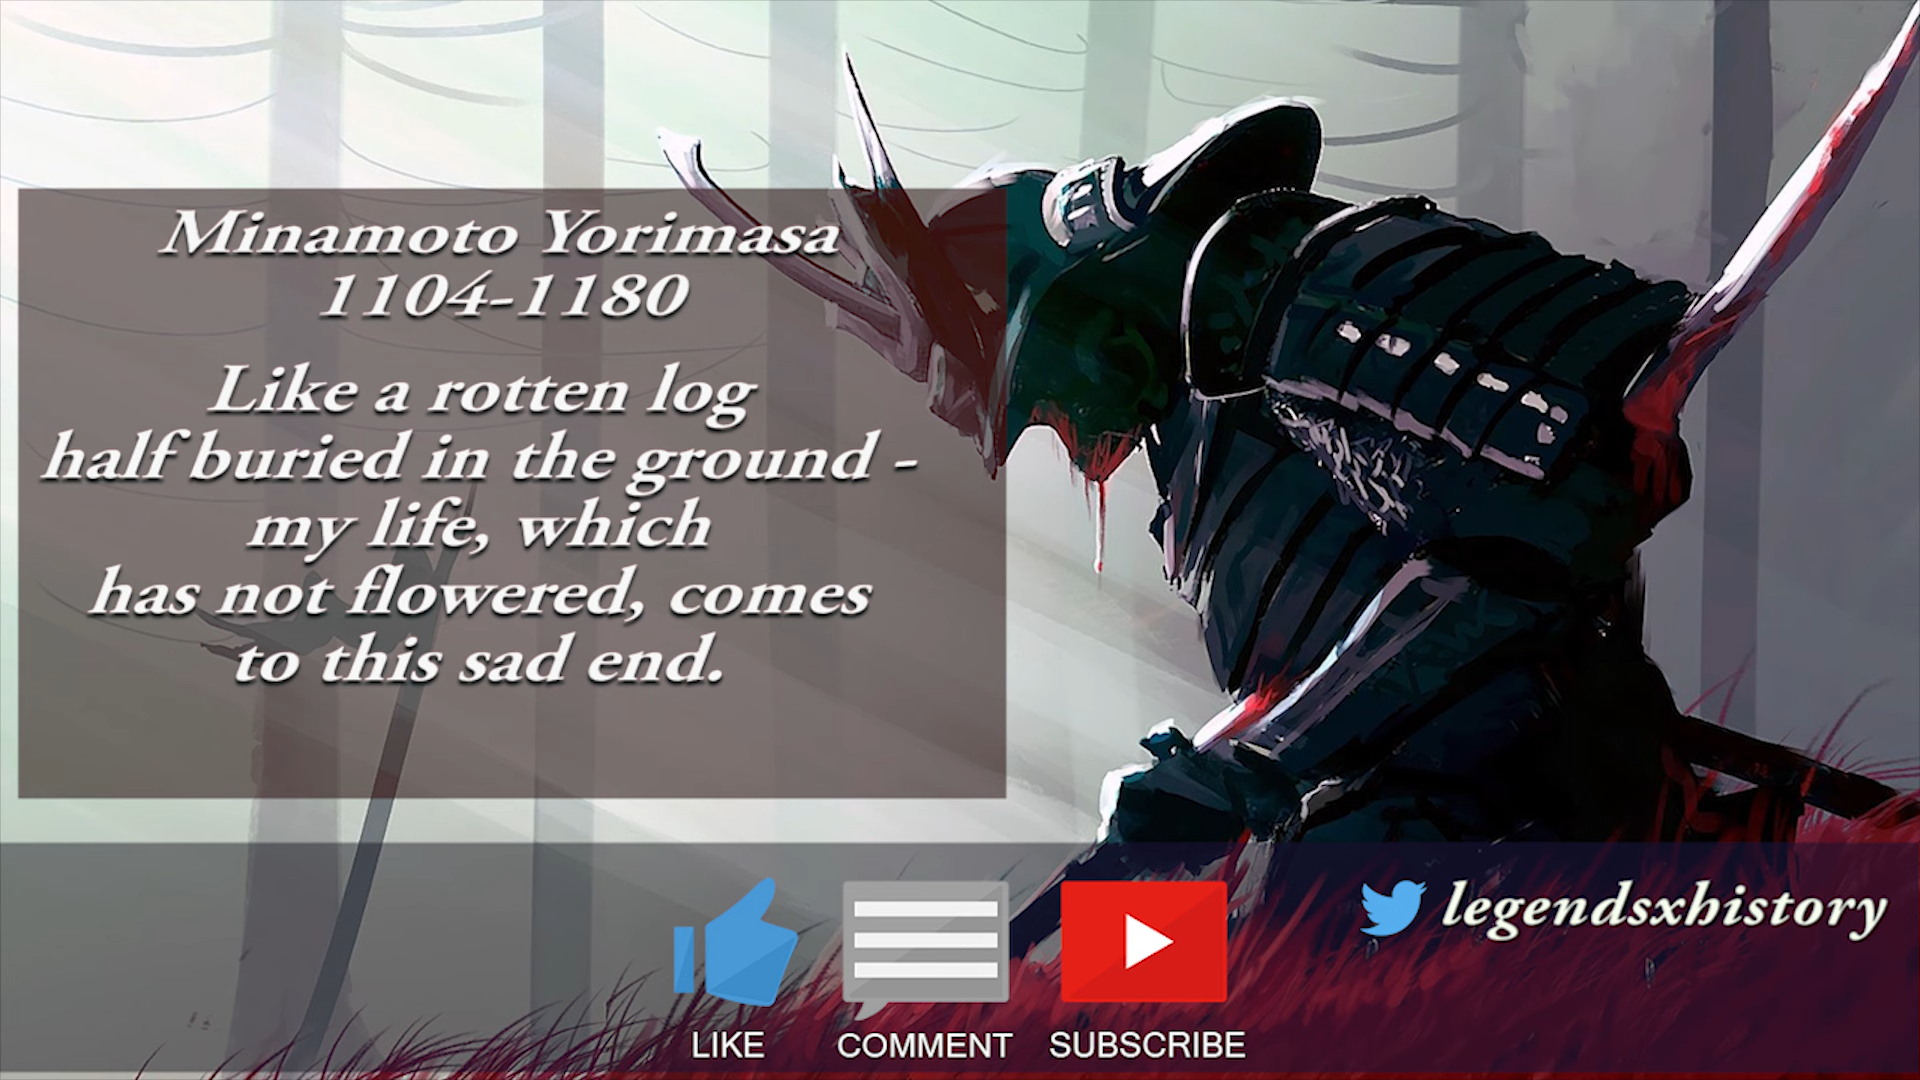 Minamoto Yorimasa
1104-1180
Like a rotten log
half buried in the ground -
my life, which
has not flowered, comes
to this sad end.
legendsxhistory
LIKE COMMENT SUBSCRIBE